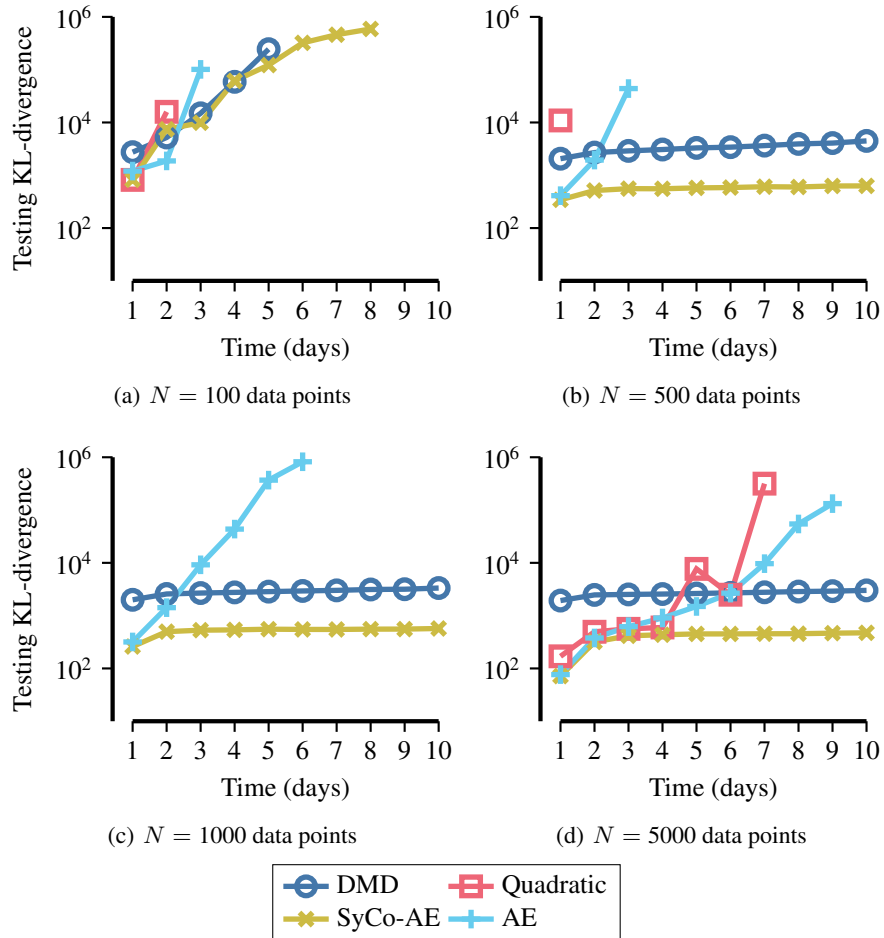 Testing KL-divergence
10^6
10^4
10^2
1 2 3 4 5 6 7 8 9 10
Time (days)
(a) N = 100 data points
10^6
10^4
10^2
1 2 3 4 5 6 7 8 9 10
Time (days)
(b) N = 500 data points
Testing KL-divergence
10^6
10^4
10^2
1 2 3 4 5 6 7 8 9 10
Time (days)
(c) N = 1000 data points
10^6
10^4
10^2
1 2 3 4 5 6 7 8 9 10
Time (days)
(d) N = 5000 data points
DMD
Quadratic
SyCo-AE
AE